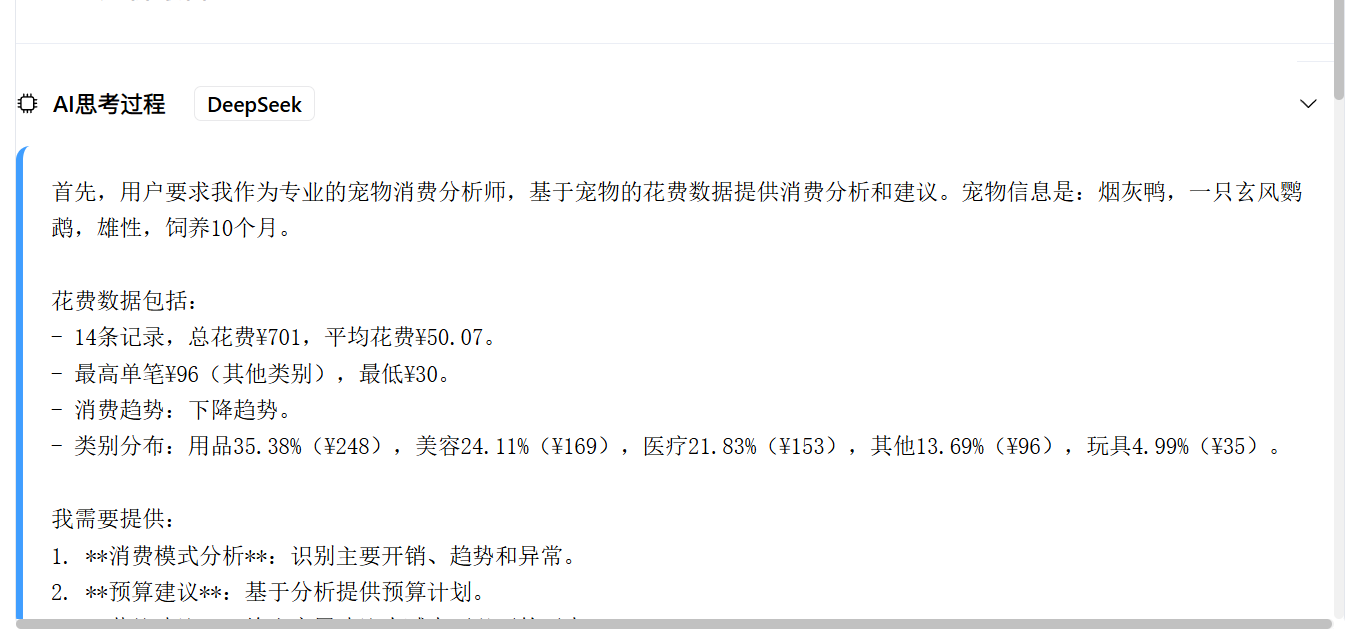 AI思考过程 DeepSeek
首先，用户要求我作为专业的宠物消费分析师，基于宠物的花费数据提供消费分析和建议。宠物信息是：烟灰鸭，一只玄风鹦
鹉，雄性，饲养10个月。
花费数据包括：
- 14条记录，总花费¥701，平均花费¥50.07。
- 最高单笔¥96（其他类别），最低¥30。
- 消费趋势：下降趋势。
- 类别分布：用品35.38%（¥248），美容24.11%（¥169），医疗21.83%（¥153），其他13.69%（¥96），玩具4.99%（¥35）。
我需要提供：
1. **消费模式分析**：识别主要开销、趋势和异常。
2. **预算建议**：基于分析提供预算计划。